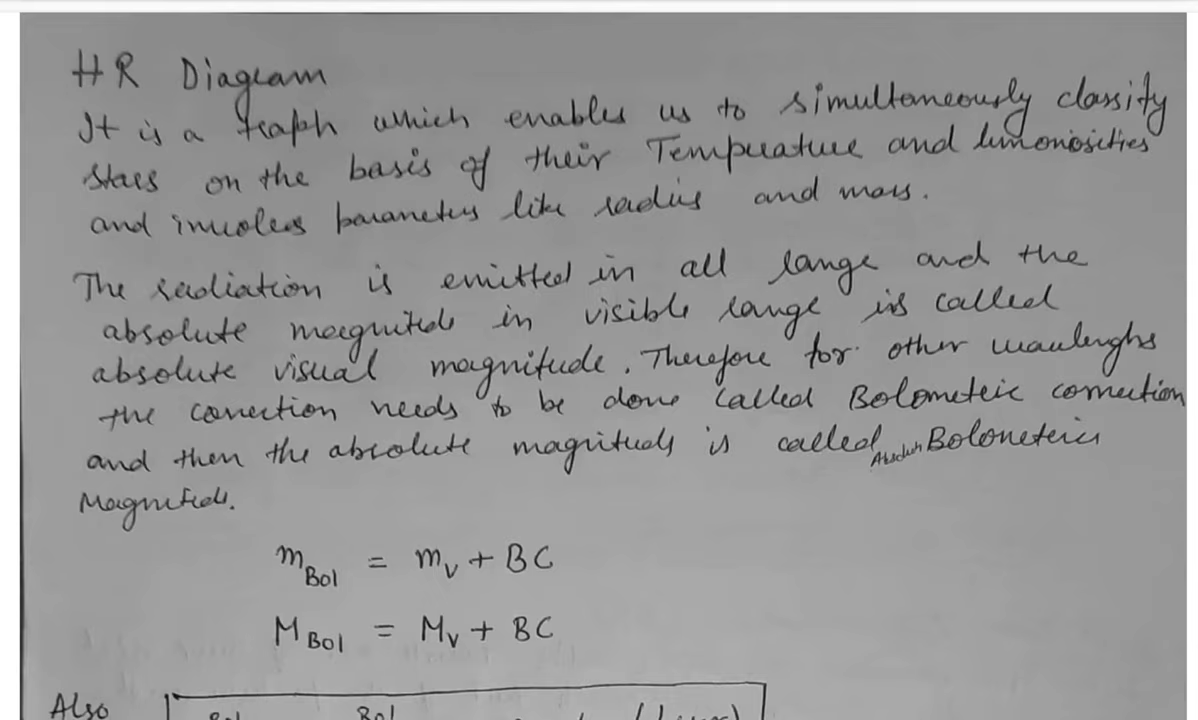 HR Diagram
It is a graph which enables us to simultaneously classify
stars on the basis of their Temperature and luminosities
and involves parameters like radius and mass.
The radiation is emitted in all range and the
absolute magnitude in visible range is called
absolute visual magnitude. Therefore for other wavelenghs
the correction needs to be done called Bolometric correction
and then the absolute magnitude is called Absolute Bolometric
Magnitude.
m_Bol = m_v + BC
M_Bol = M_v + BC
Also
Bol Bol